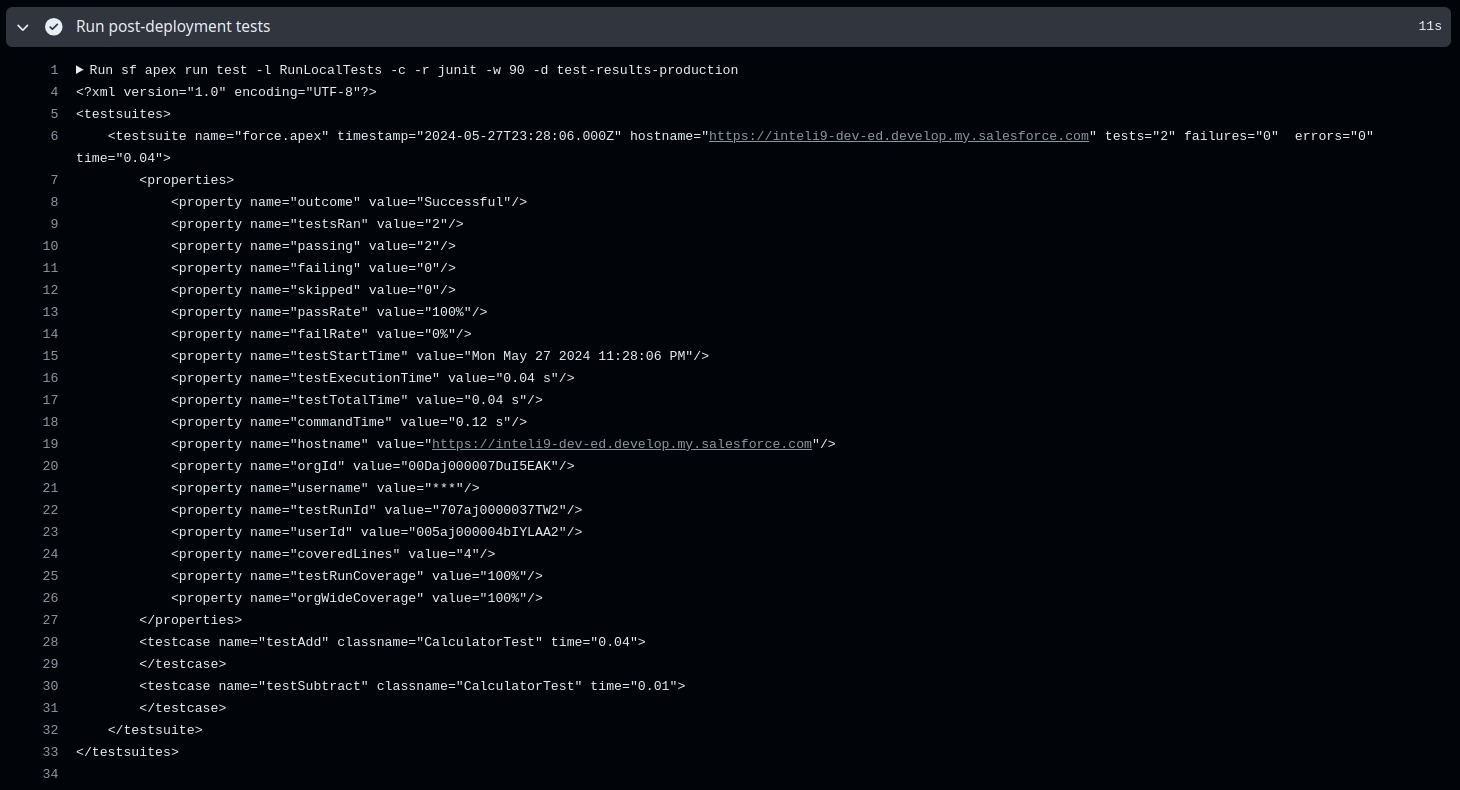 Run post-deployment tests 11s
1 Run sf apex run test -l RunLocalTests -c -r junit -w 90 -d test-results-production
4 <?xml version="1.0" encoding="UTF-8"?>
5 <testsuites>
6     <testsuite name="force.apex" timestamp="2024-05-27T23:28:06.000Z" hostname="https://inteli9-dev-ed.develop.my.salesforce.com" tests="2" failures="0"  errors="0"
time="0.04">
7         <properties>
8             <property name="outcome" value="Successful"/>
9             <property name="testsRan" value="2"/>
10             <property name="passing" value="2"/>
11             <property name="failing" value="0"/>
12             <property name="skipped" value="0"/>
13             <property name="passRate" value="100%"/>
14             <property name="failRate" value="0%"/>
15             <property name="testStartTime" value="Mon May 27 2024 11:28:06 PM"/>
16             <property name="testExecutionTime" value="0.04 s"/>
17             <property name="testTotalTime" value="0.04 s"/>
18             <property name="commandTime" value="0.12 s"/>
19             <property name="hostname" value="https://inteli9-dev-ed.develop.my.salesforce.com"/>
20             <property name="orgId" value="00Daj000007DuI5EAK"/>
21             <property name="username" value="***"/>
22             <property name="testRunId" value="707aj0000037TW2"/>
23             <property name="userId" value="005aj000004bIYLAA2"/>
24             <property name="coveredLines" value="4"/>
25             <property name="testRunCoverage" value="100%"/>
26             <property name="orgWideCoverage" value="100%"/>
27         </properties>
28         <testcase name="testAdd" classname="CalculatorTest" time="0.04">
29         </testcase>
30         <testcase name="testSubtract" classname="CalculatorTest" time="0.01">
31         </testcase>
32     </testsuite>
33 </testsuites>
34